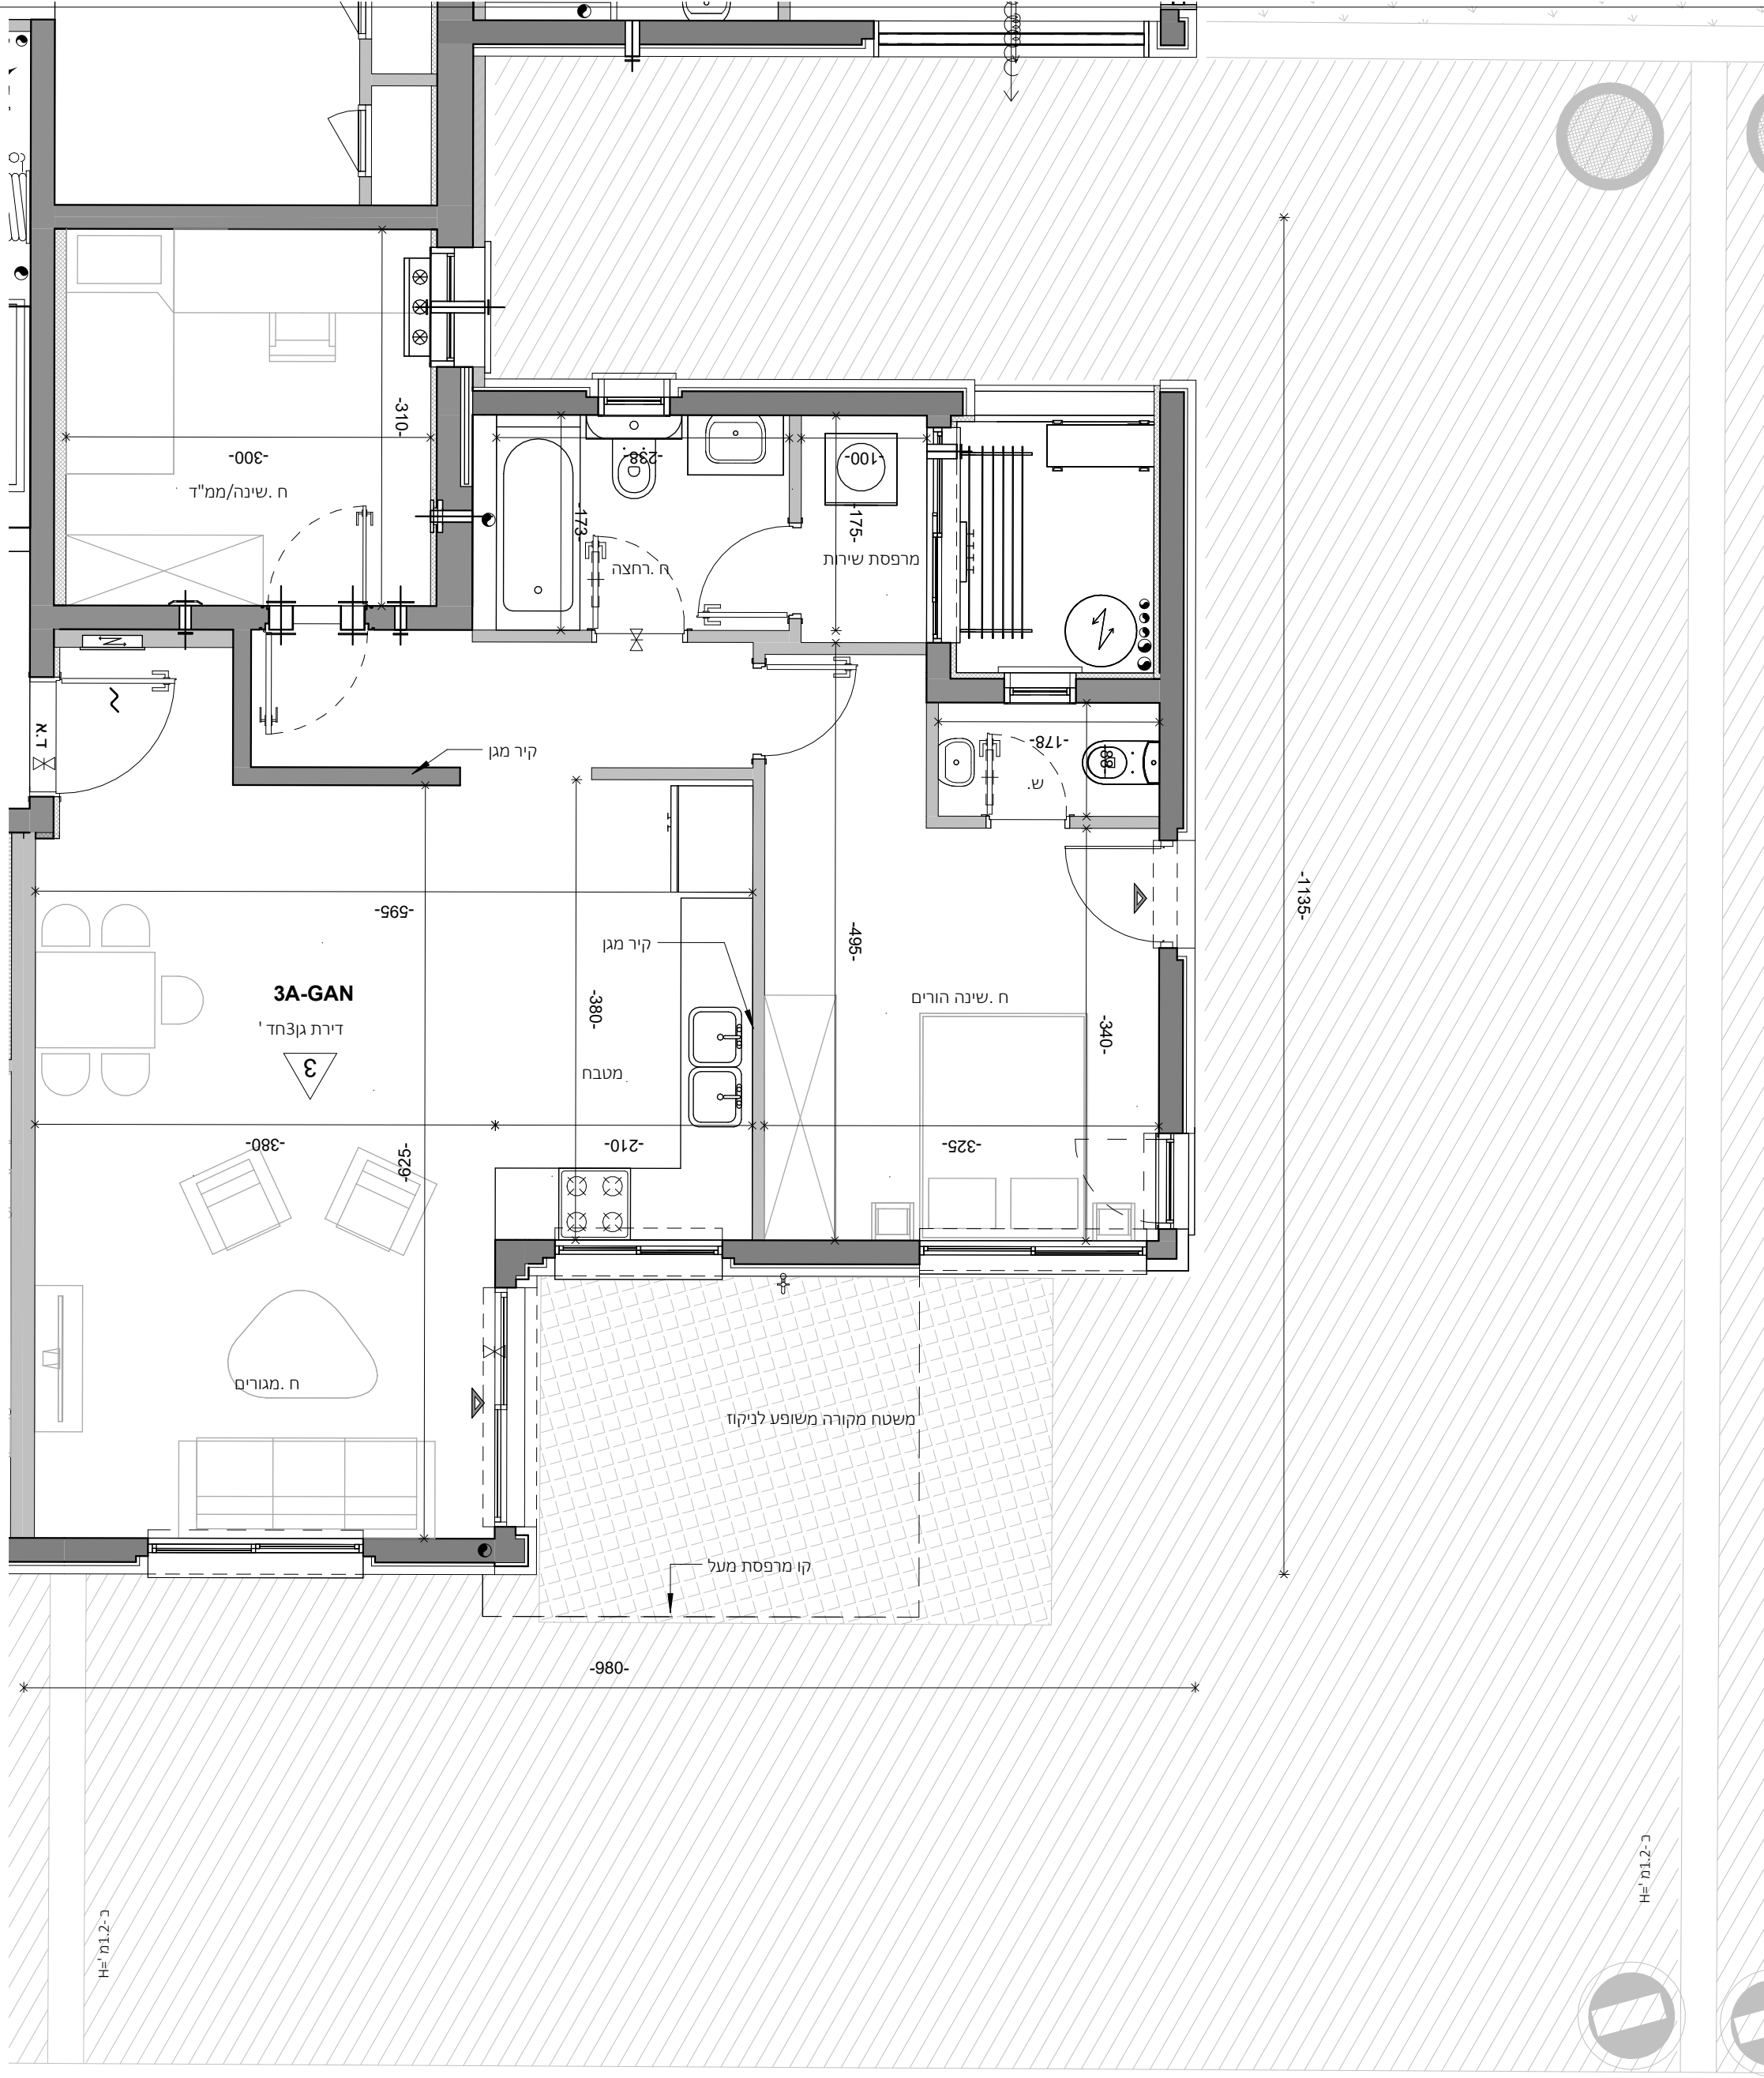 -310-
-300-
ח .שינה/ממ"ד
-238-
-100-
-173-
-175-
מרפסת שירות
ח .רחצה
-178-
-88-
ש.
ד.א
קיר מגן
-595-
-1135-
קיר מגן
-495-
3A-GAN
דירת גן3חד '
3
-380-
ח .שינה הורים
-340-
מטבח
-380-
-625-
-210-
-325-
ח .מגורים
משטח מקורה משופע לניקוז
קו מרפסת מעל
-980-
H=' כ -1.2מ
H=' כ -1.2מ